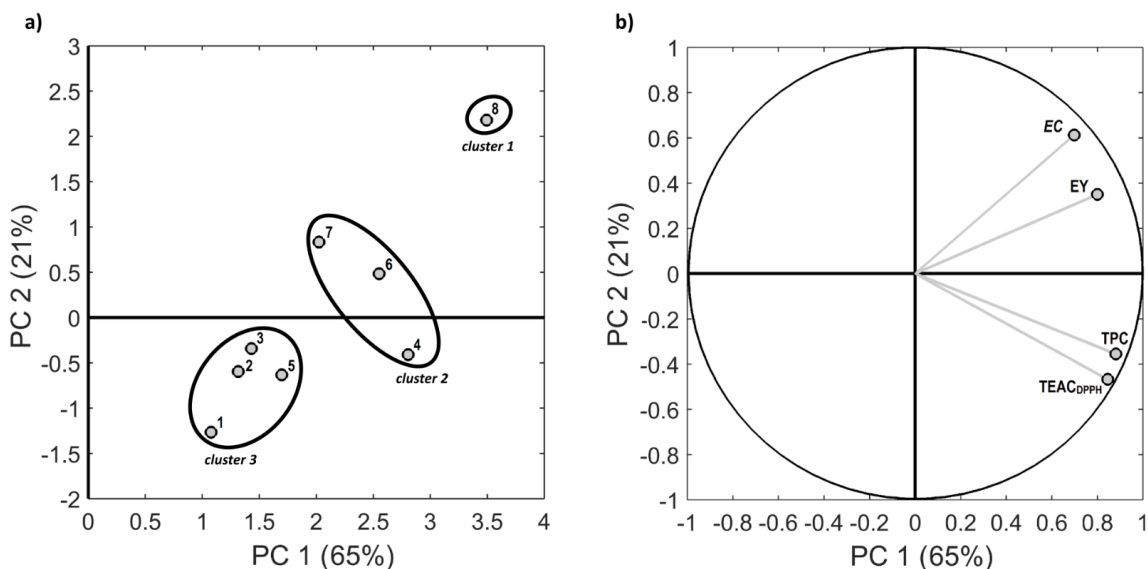 a)
3
2.5
2
1.5
1
0.5
0
-0.5
-1
-1.5
-2
0 0.5 1 1.5 2 2.5 3 3.5 4
PC 2 (21%)
PC 1 (65%)
8
cluster 1
7
6
4
cluster 2
3
2
5
1
cluster 3
b)
1
0.8
0.6
0.4
0.2
0
-0.2
-0.4
-0.6
-0.8
-1
-1 -0.8 -0.6 -0.4 -0.2 0 0.2 0.4 0.6 0.8 1
PC 2 (21%)
PC 1 (65%)
EC
EY
TPC
TEACDPPH